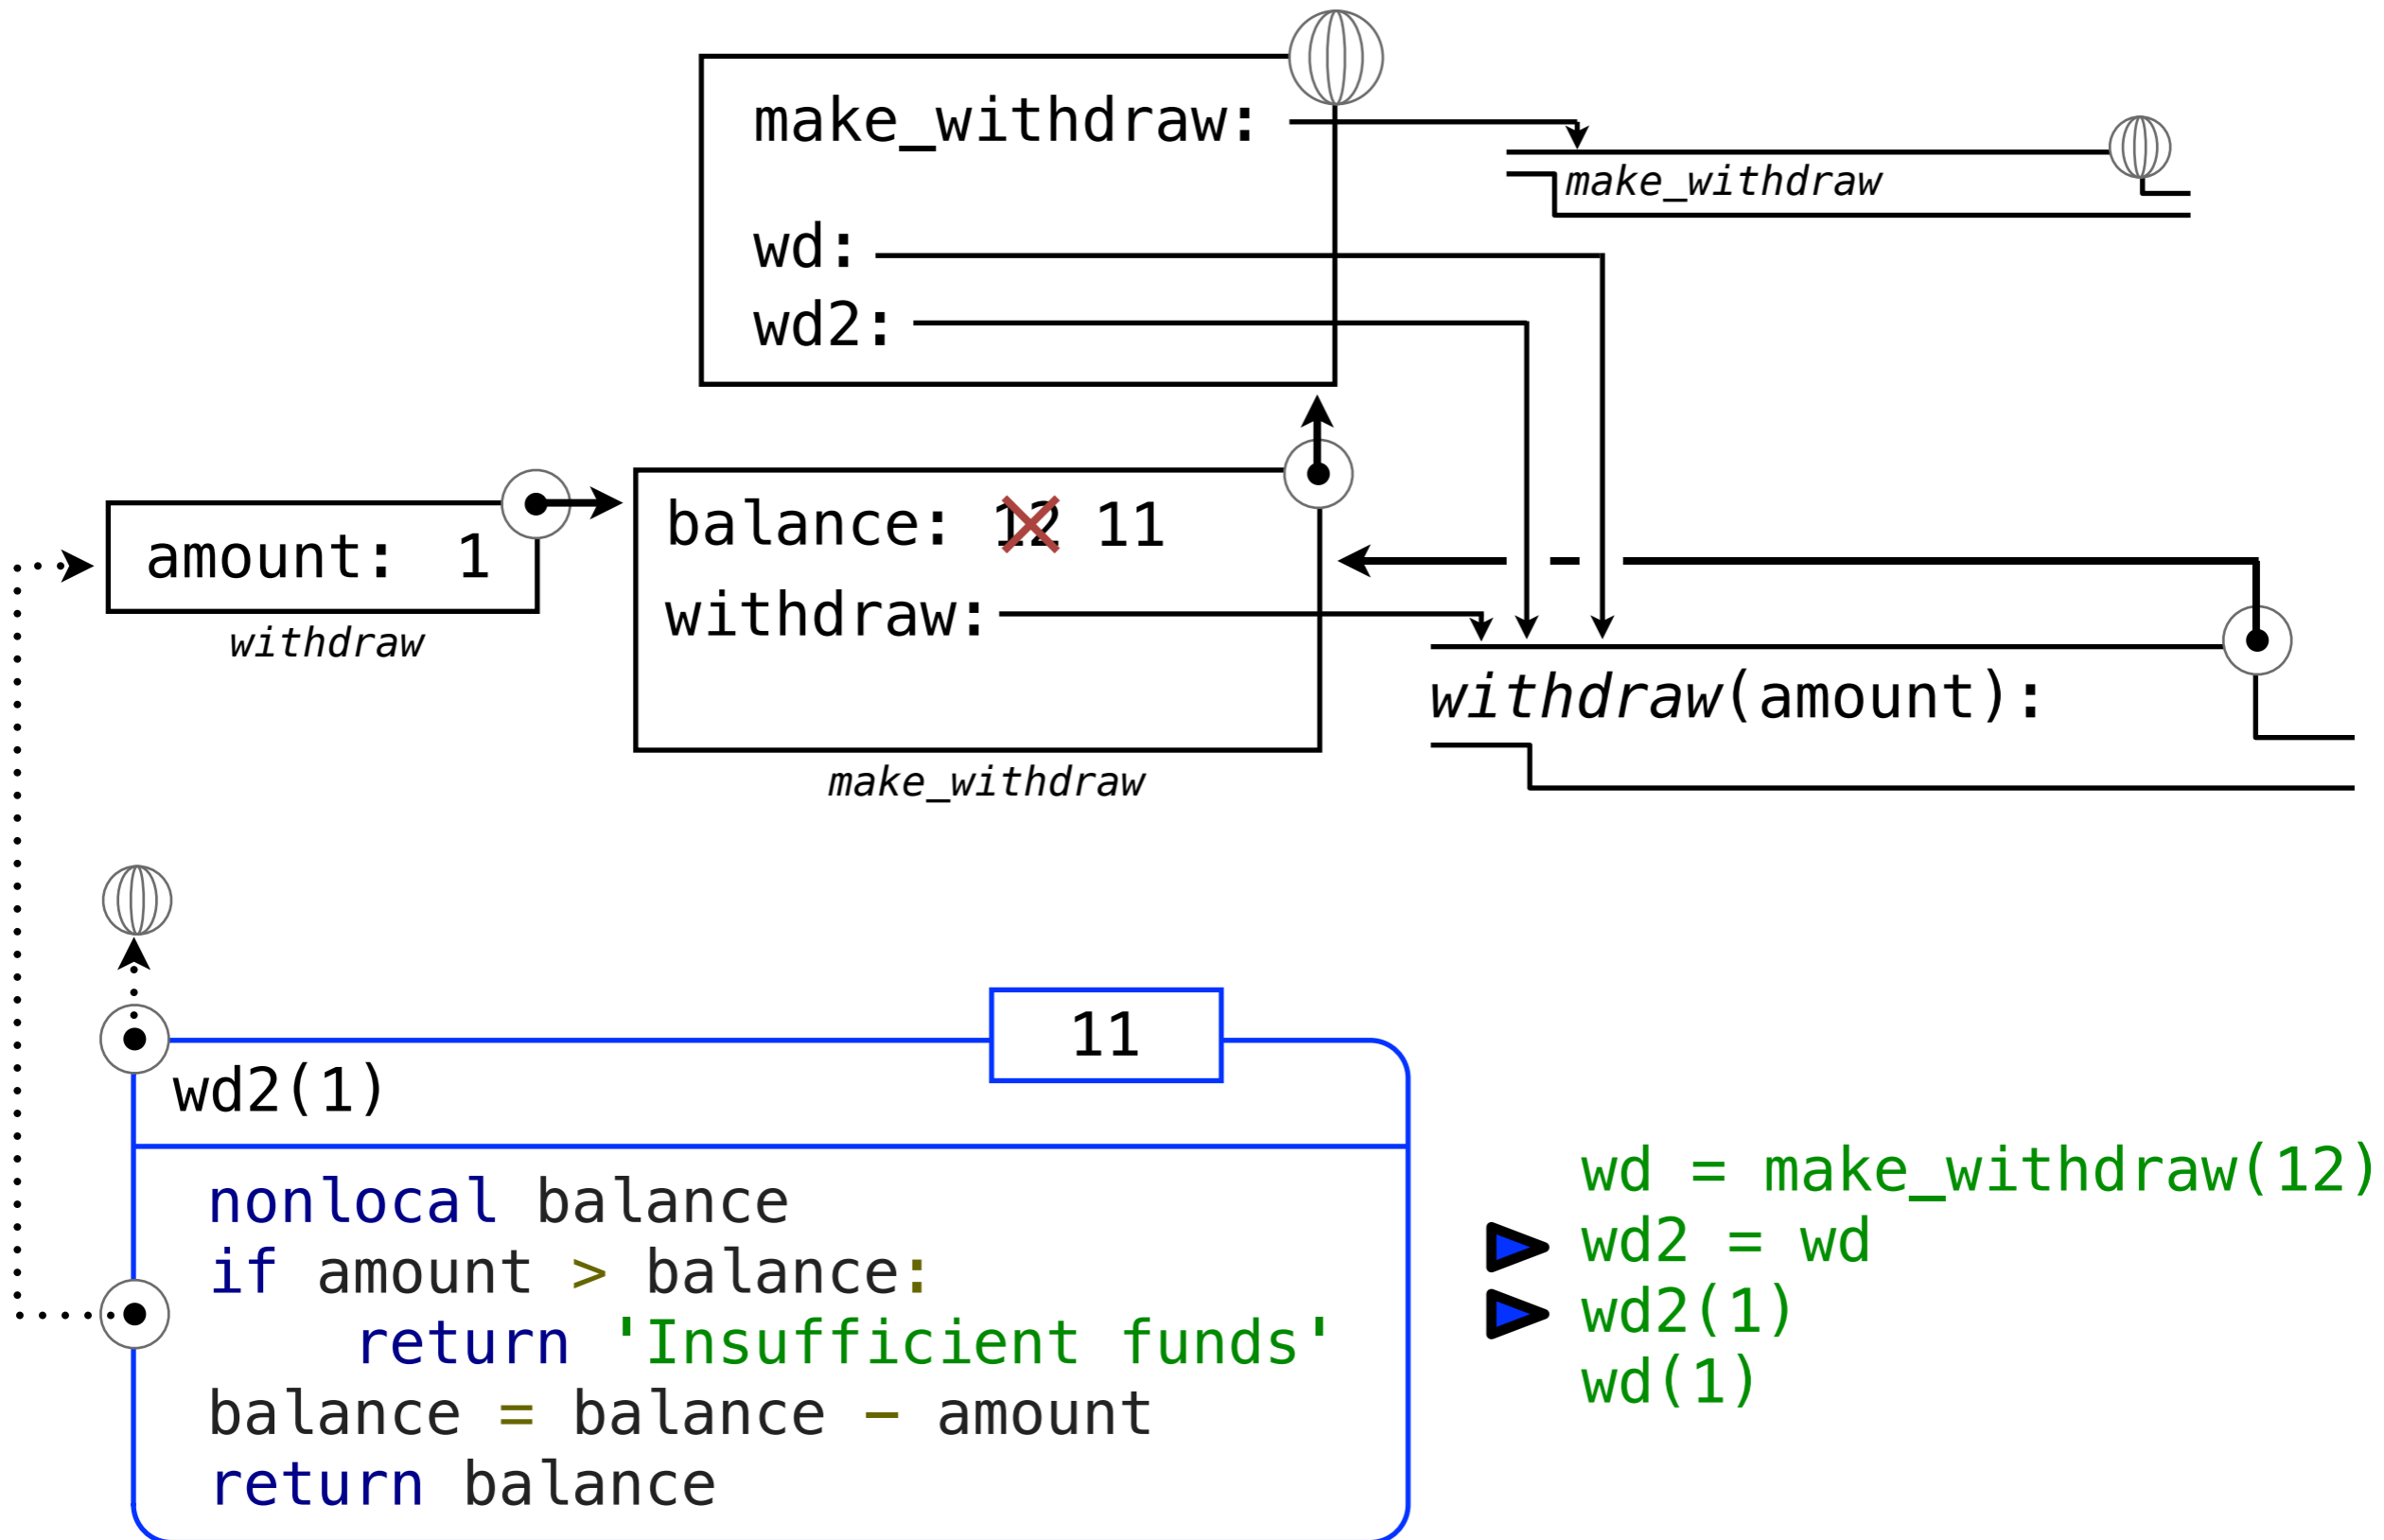 make_withdraw:
make_withdraw
wd:
wd2:
balance: 12 11
amount: 1
withdraw:
withdraw
withdraw(amount):
make_withdraw
11
wd2(1)
nonlocal balance
if amount > balance:
return 'Insufficient funds'
balance = balance − amount
return balance
wd = make_withdraw(12)
wd2 = wd
wd2(1)
wd(1)